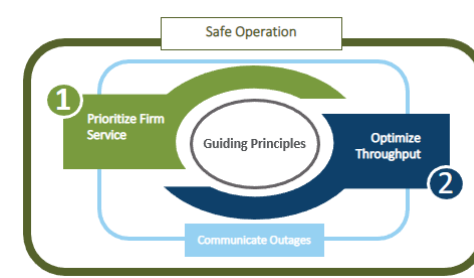 Safe Operation
1
Prioritize Firm
Service
Guiding Principles
Optimize
Throughput
2
Communicate Outages